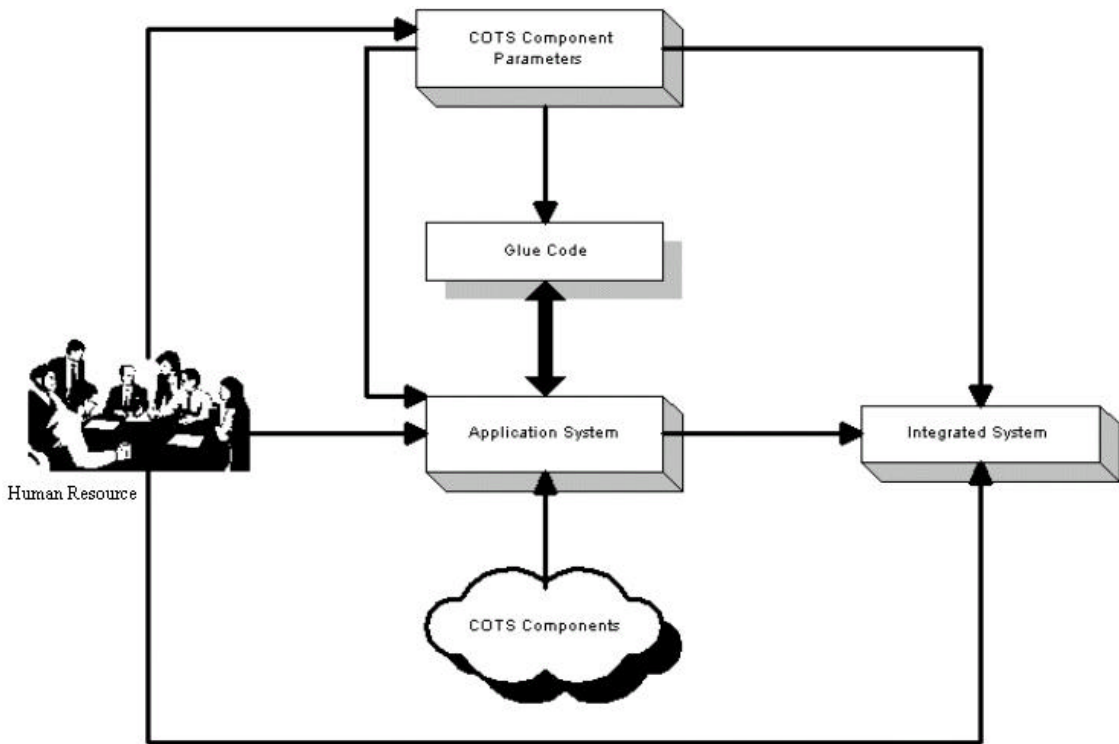 COTS Component
Parameters
Glue Code
Application System
Integrated System
Human Resource
COTS Components